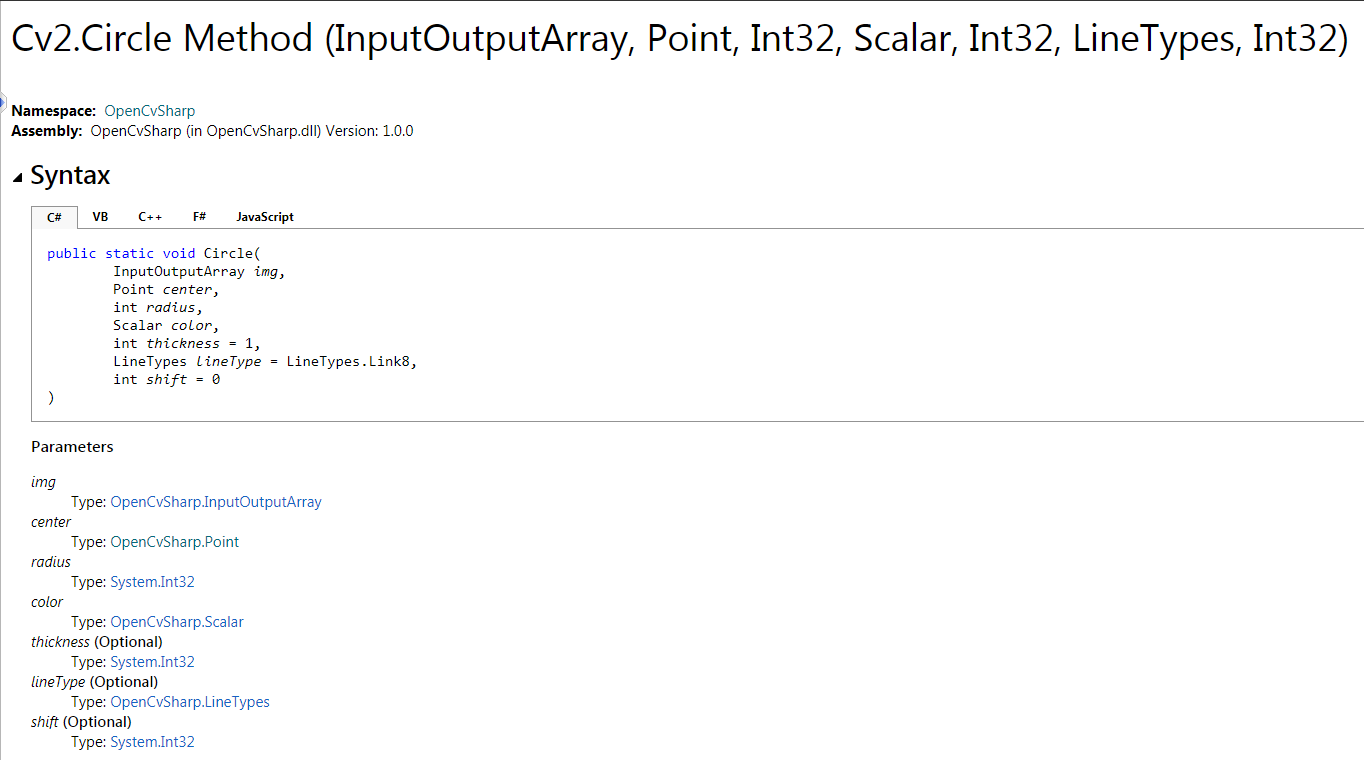 Cv2.Circle Method (InputOutputArray, Point, Int32, Scalar, Int32, LineTypes, Int32)
Namespace: OpenCvSharp
Assembly: OpenCvSharp (in OpenCvSharp.dll) Version: 1.0.0
Syntax
C# VB C++ F# JavaScript
public static void Circle(
InputOutputArray img,
Point center,
int radius,
Scalar color,
int thickness = 1,
LineTypes lineType = LineTypes.Link8,
int shift = 0
)
Parameters
img
Type: OpenCvSharp.InputOutputArray
center
Type: OpenCvSharp.Point
radius
Type: System.Int32
color
Type: OpenCvSharp.Scalar
thickness (Optional)
Type: System.Int32
lineType (Optional)
Type: OpenCvSharp.LineTypes
shift (Optional)
Type: System.Int32